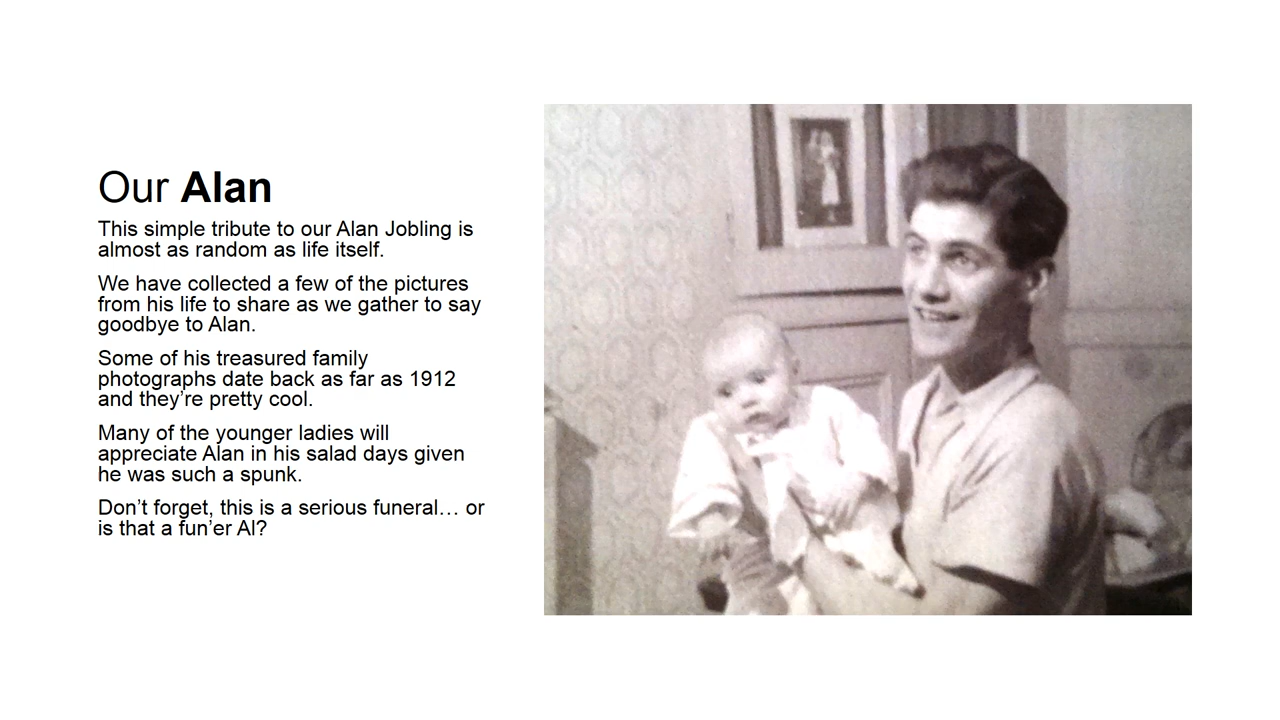 Our Alan
This simple tribute to our Alan Jobling is
almost as random as life itself.
We have collected a few of the pictures
from his life to share as we gather to say
goodbye to Alan.
Some of his treasured family
photographs date back as far as 1912
and they’re pretty cool.
Many of the younger ladies will
appreciate Alan in his salad days given
he was such a spunk.
Don’t forget, this is a serious funeral… or
is that a fun’er Al?